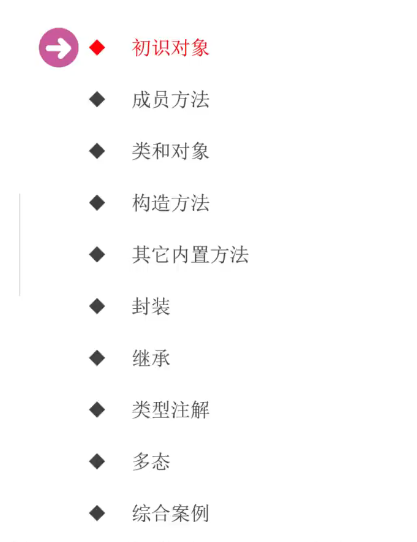 初识对象
成员方法
类和对象
构造方法
其它内置方法
封装
继承
类型注解
多态
综合案例